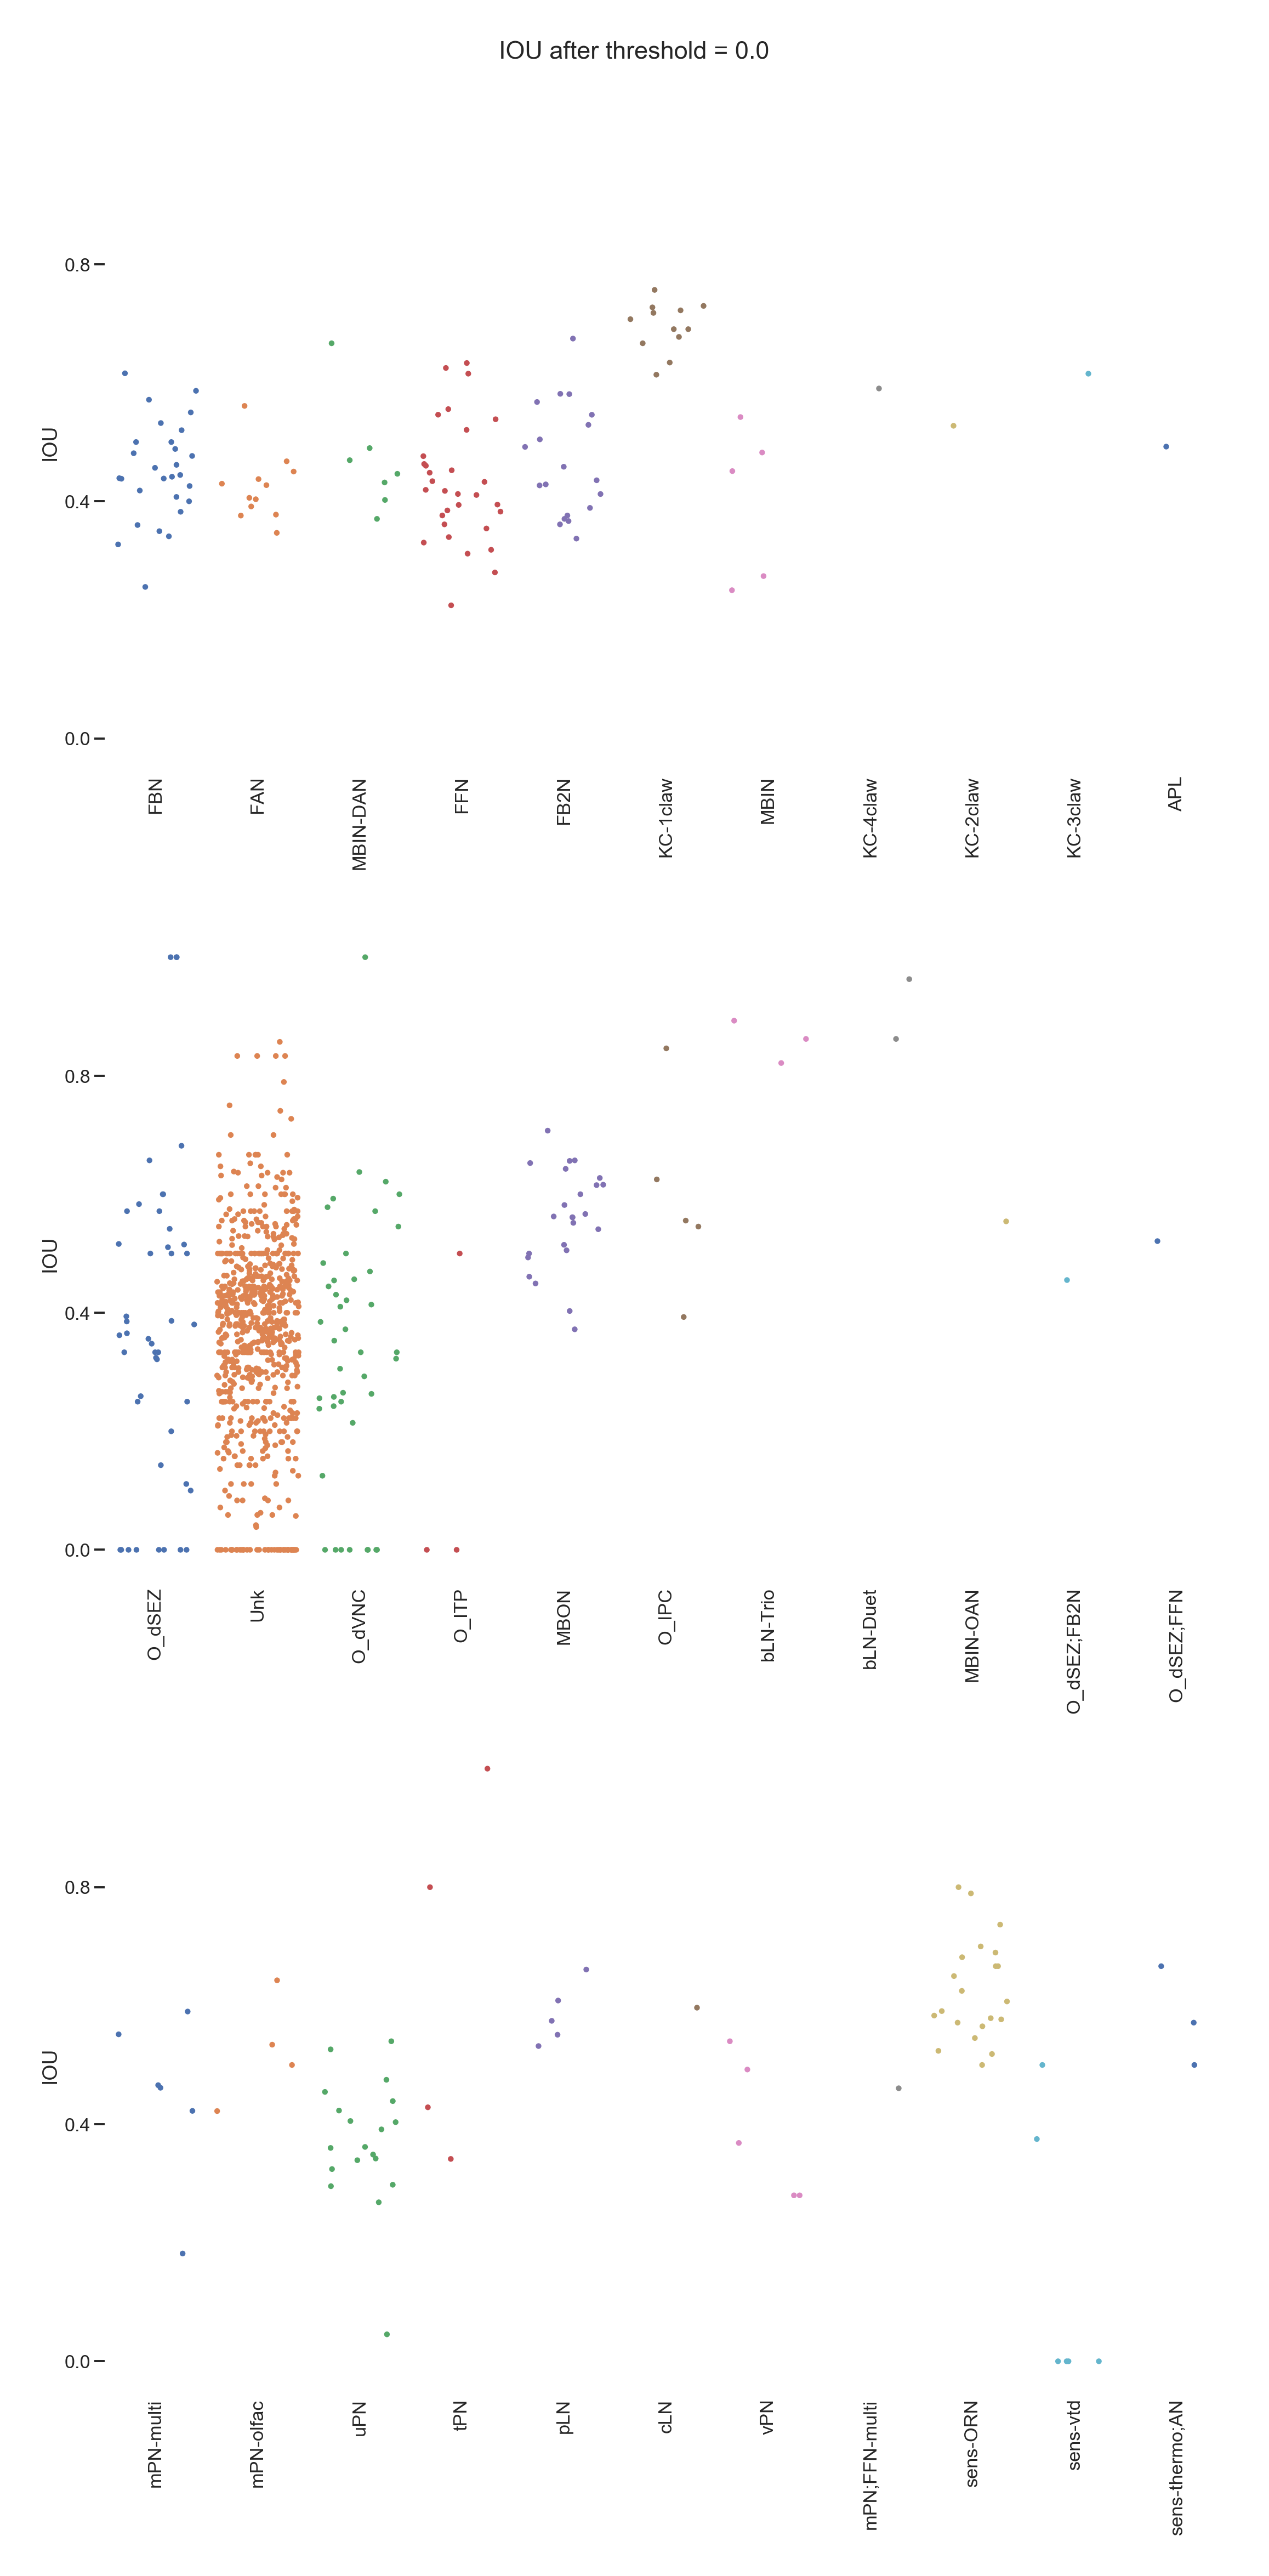 IOU after threshold = 0.0
0.8
IOU
0.4
0.0
FBN
FAN
MBIN-DAN
FFN
FB2N
KC-1claw
MBIN
KC-4claw
KC-2claw
KC-3claw
APL
0.8
IOU
0.4
0.0
O_dSEZ
Unk
O_dVNC
O_ITP
MBON
O_IPC
bLN-Trio
bLN-Duet
MBIN-OAN
O_dSEZ;FB2N
O_dSEZ;FFN
0.8
IOU
0.4
0.0
mPN-multi
mPN-olfac
uPN
tPN
pLN
cLN
vPN
mPN;FFN-multi
sens-ORN
sens-vtd
sens-thermo;AN